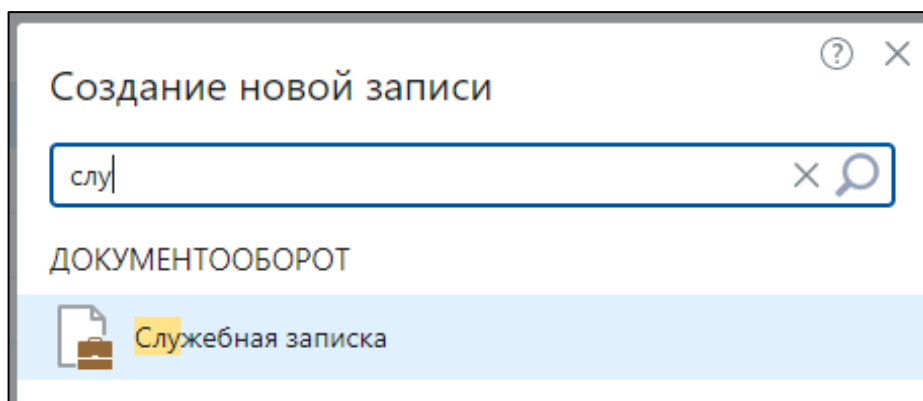 Создание новой записи
слу
ДОКУМЕНТООБОРОТ
Служебная записка